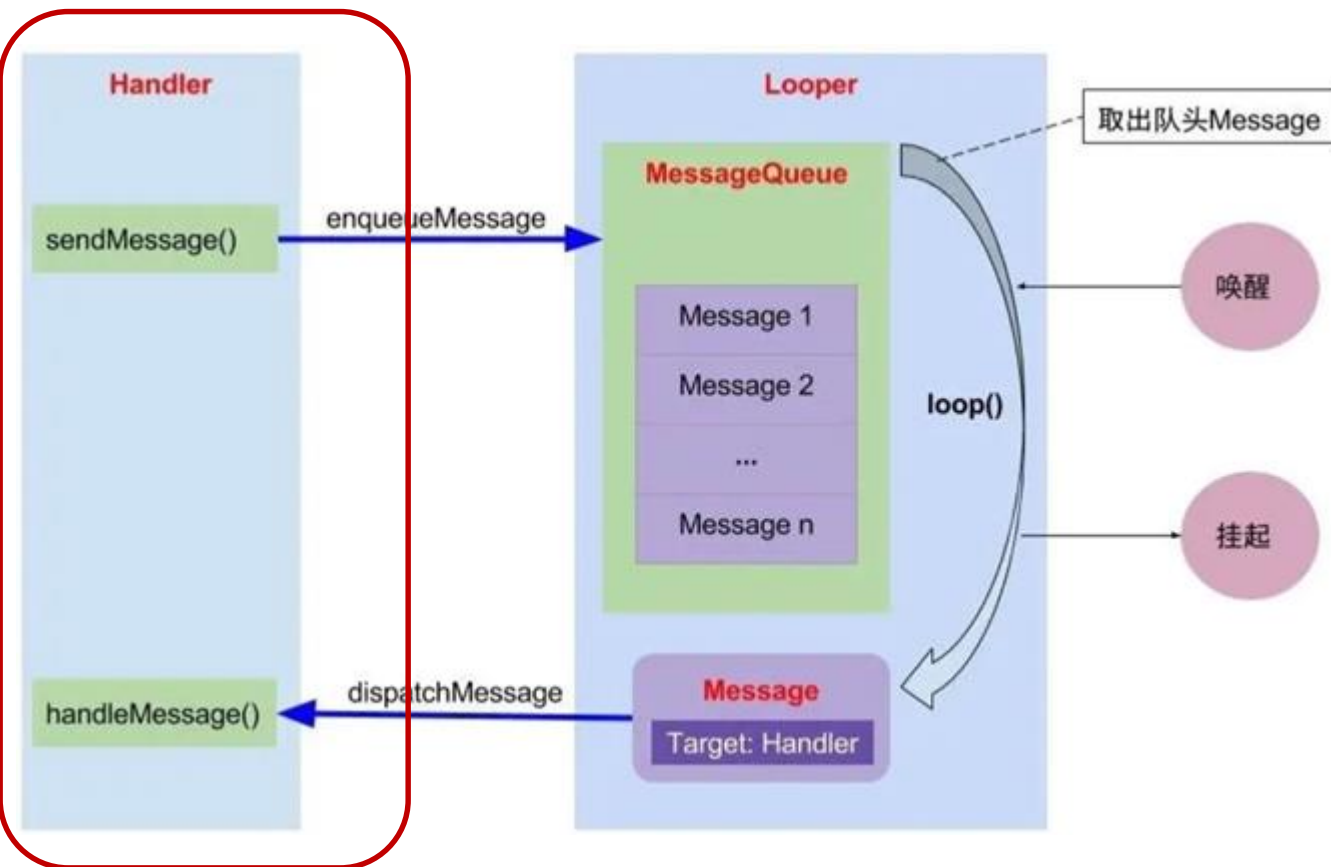 Handler
sendMessage()
handleMessage()
enqueueMessage
dispatchMessage
Looper
MessageQueue
Message 1
Message 2
...
Message n
loop()
Message
Target: Handler
取出队头Message
唤醒
挂起